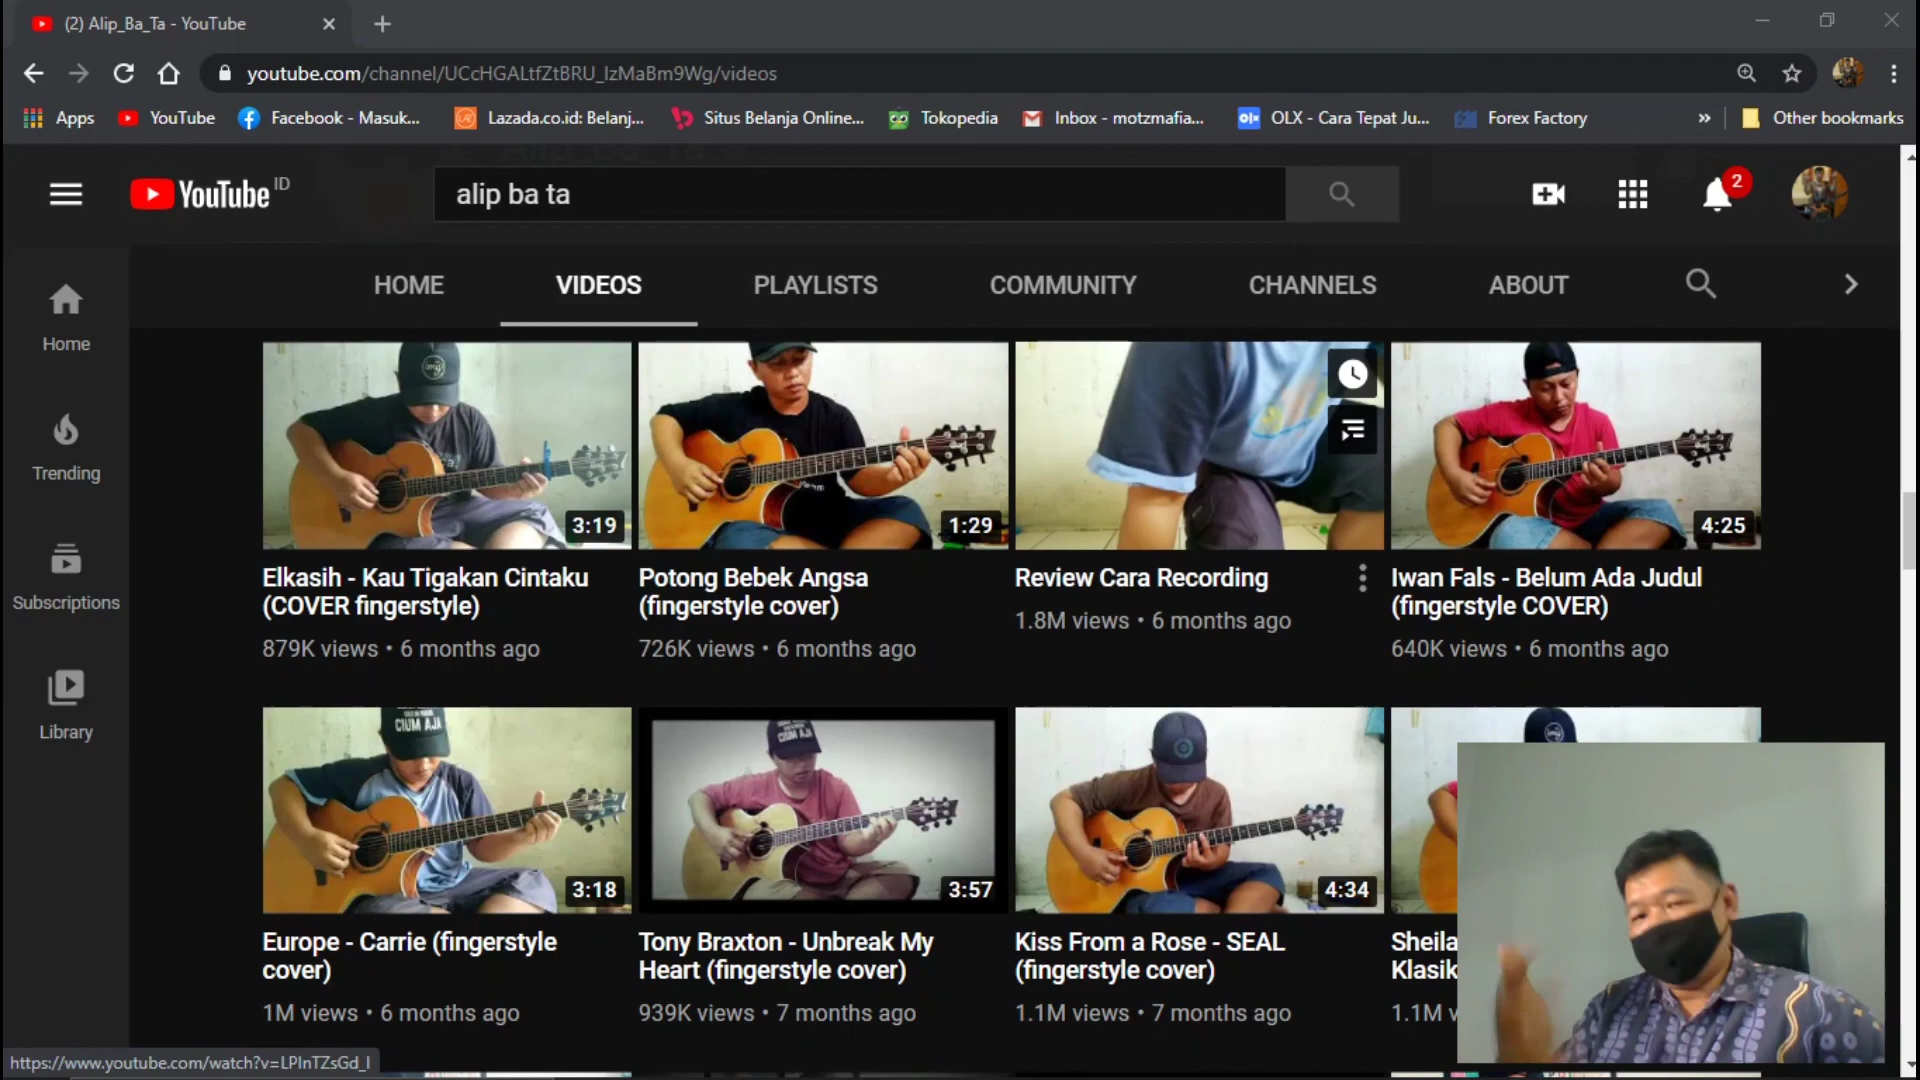 (2) Alip_Ba_Ta - YouTube
youtube.com/channel/UCcHGALtfZtBRU_IzMaBm9Wg/videos
Apps YouTube Facebook - Masuk... Lazada.co.id: Belanj... Situs Belanja Online... Tokopedia Inbox - motzmafia... OLX - Cara Tepat Ju... Forex Factory » Other bookmarks
YouTube ID alip ba ta 2
HOME VIDEOS PLAYLISTS COMMUNITY CHANNELS ABOUT
Home
Trending
Subscriptions
Library
3:19 1:29 4:25
Elkasih - Kau Tigakan Cintaku
(COVER fingerstyle)
879K views • 6 months ago
Potong Bebek Angsa
(fingerstyle cover)
726K views • 6 months ago
Review Cara Recording
1.8M views • 6 months ago
Iwan Fals - Belum Ada Judul
(fingerstyle COVER)
640K views • 6 months ago
CIUM AJA
CIUM AJA
3:18 3:57 4:34
Europe - Carrie (fingerstyle
cover)
1M views • 6 months ago
Tony Braxton - Unbreak My
Heart (fingerstyle cover)
939K views • 7 months ago
Kiss From a Rose - SEAL
(fingerstyle cover)
1.1M views • 7 months ago
Sheila
Klasik
1.1M v
https://www.youtube.com/watch?v=LPlnTZsGd_I